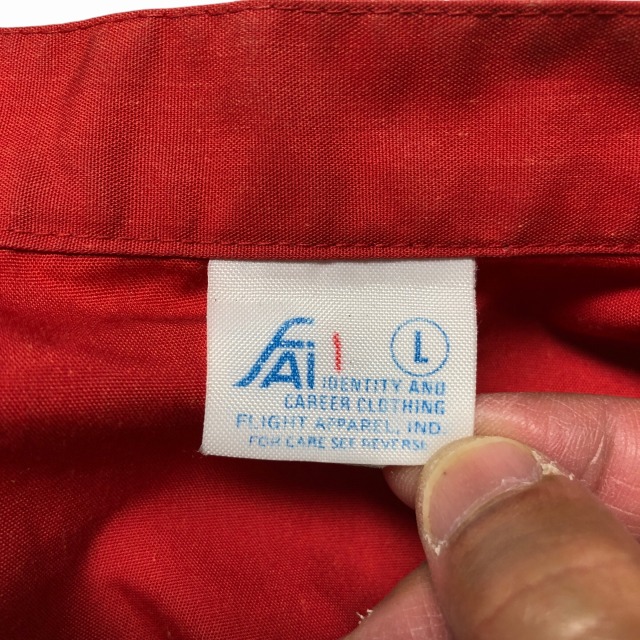 FAI L
IDENTITY AND
CAREER CLOTHING
FLIGHT APPAREL, IND
FOR CARE SEE REVERSE